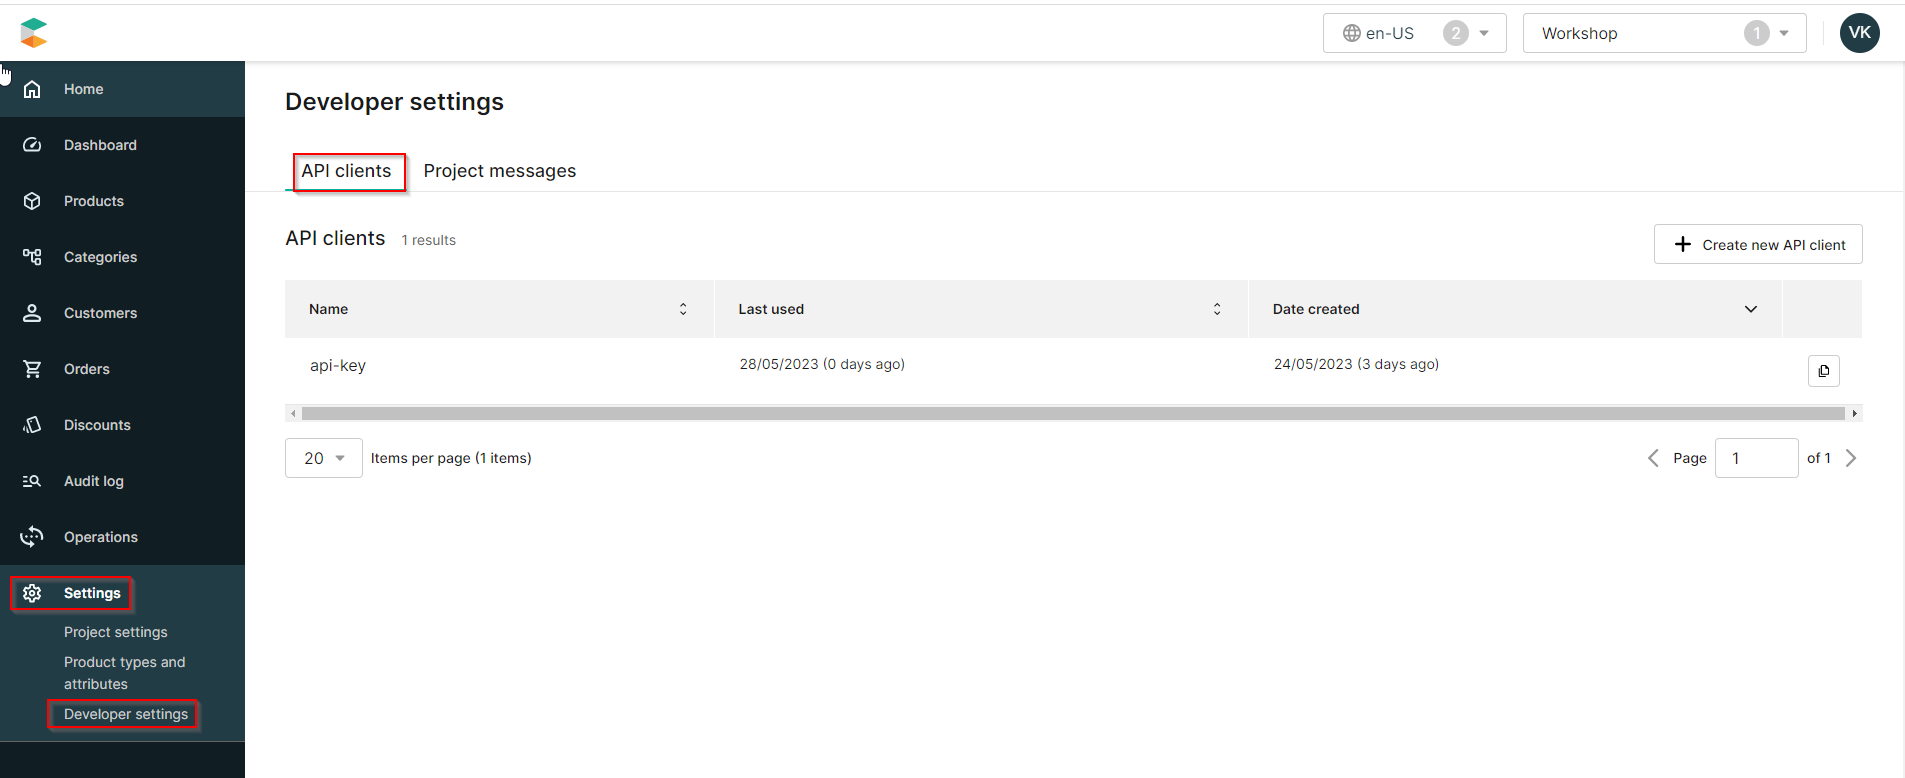 en-US 2
Workshop 1
VK
Home
Dashboard
Products
Categories
Customers
Orders
Discounts
Audit log
Operations
Settings
Project settings
Product types and
attributes
Developer settings
Developer settings
API clients Project messages
API clients 1 results
Create new API client
Name Last used Date created
api-key 28/05/2023 (0 days ago) 24/05/2023 (3 days ago)
20 Items per page (1 items)
Page 1 of 1